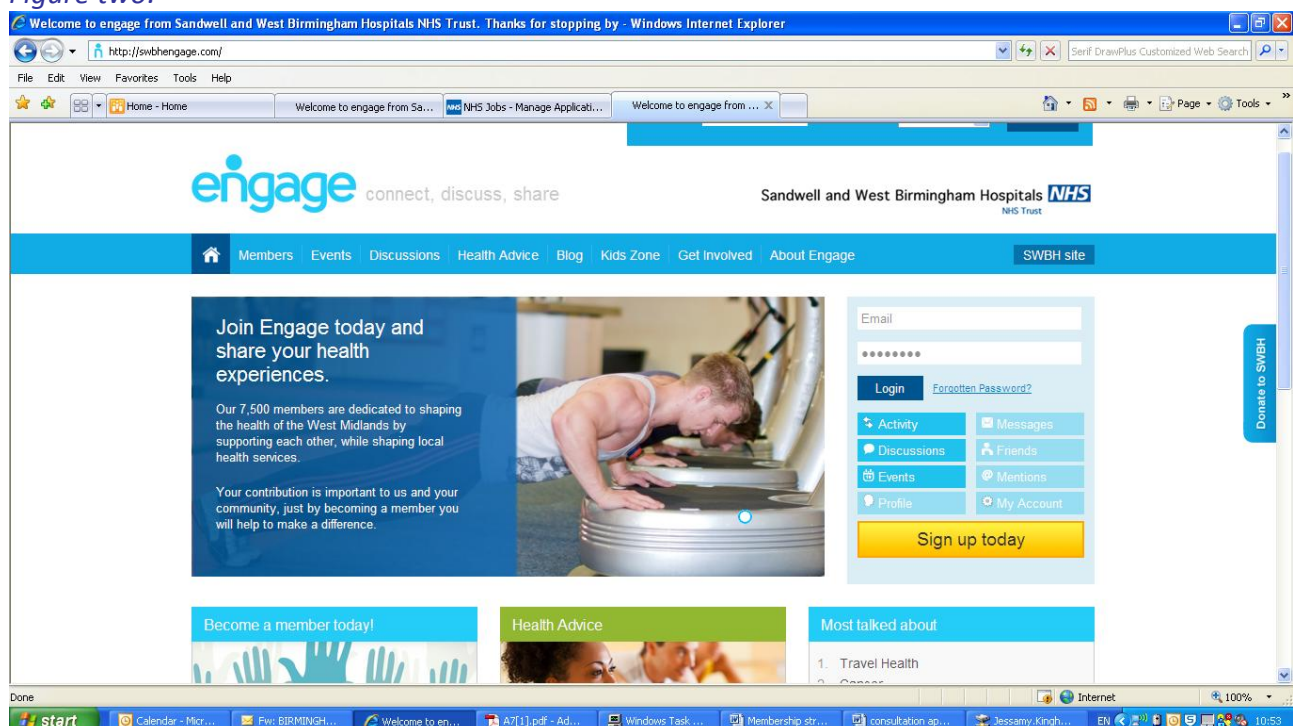 Figure two:
Welcome to engage from Sandwell and West Birmingham Hospitals NHS Trust. Thanks for stopping by - Windows Internet Explorer
http://swbhengage.com/
Serif DrawPlus Customized Web Search
File Edit View Favorites Tools Help
Home - Home
Welcome to engage from Sa...
NHS Jobs - Manage Applicati...
Welcome to engage from ...
Page
Tools
engage connect, discuss, share
Sandwell and West Birmingham Hospitals NHS
NHS Trust
Members Events Discussions Health Advice Blog Kids Zone Get Involved About Engage SWBH site
Join Engage today and
share your health
experiences.
Our 7,500 members are dedicated to shaping
the health of the West Midlands by
supporting each other, while shaping local
health services.
Your contribution is important to us and your
community, just by becoming a member you
will help to make a difference.
Email
Login Forgotten Password?
Activity Messages
Discussions Friends
Events Mentions
Profile My Account
Sign up today
Donate to SWBH
Become a member today!
Health Advice
Most talked about
1. Travel Health
2. Cancer
Done Internet 100%
start Calendar - Micr... Fw: BIRMINGH... Welcome to en... A7[1].pdf - Ad... Windows Task ... Membership str... consultation ap... Jessamy.Kingh... EN 10:53